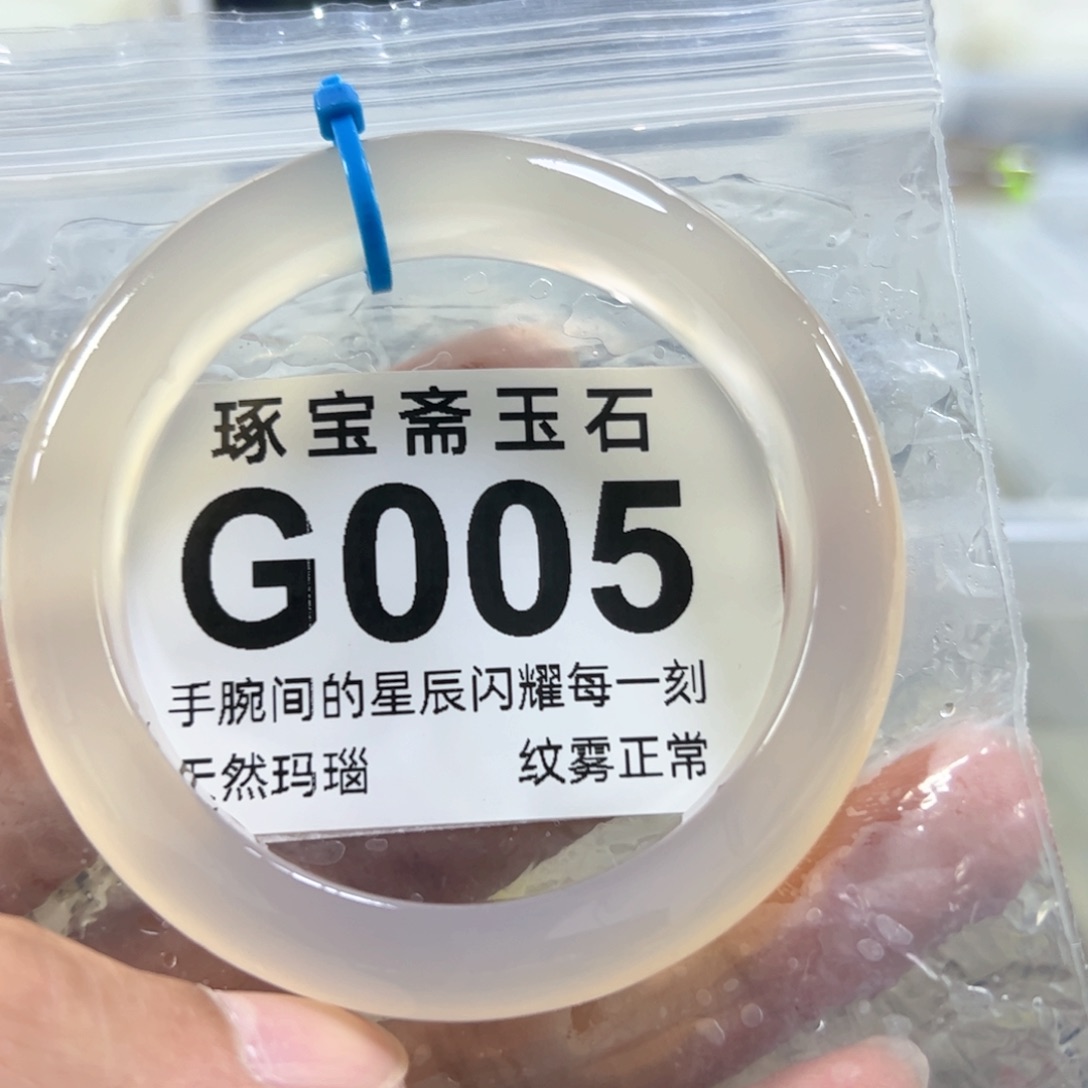 琢宝斋玉石
G005
手腕间的星辰闪耀每一刻
天然玛瑙 纹雾正常